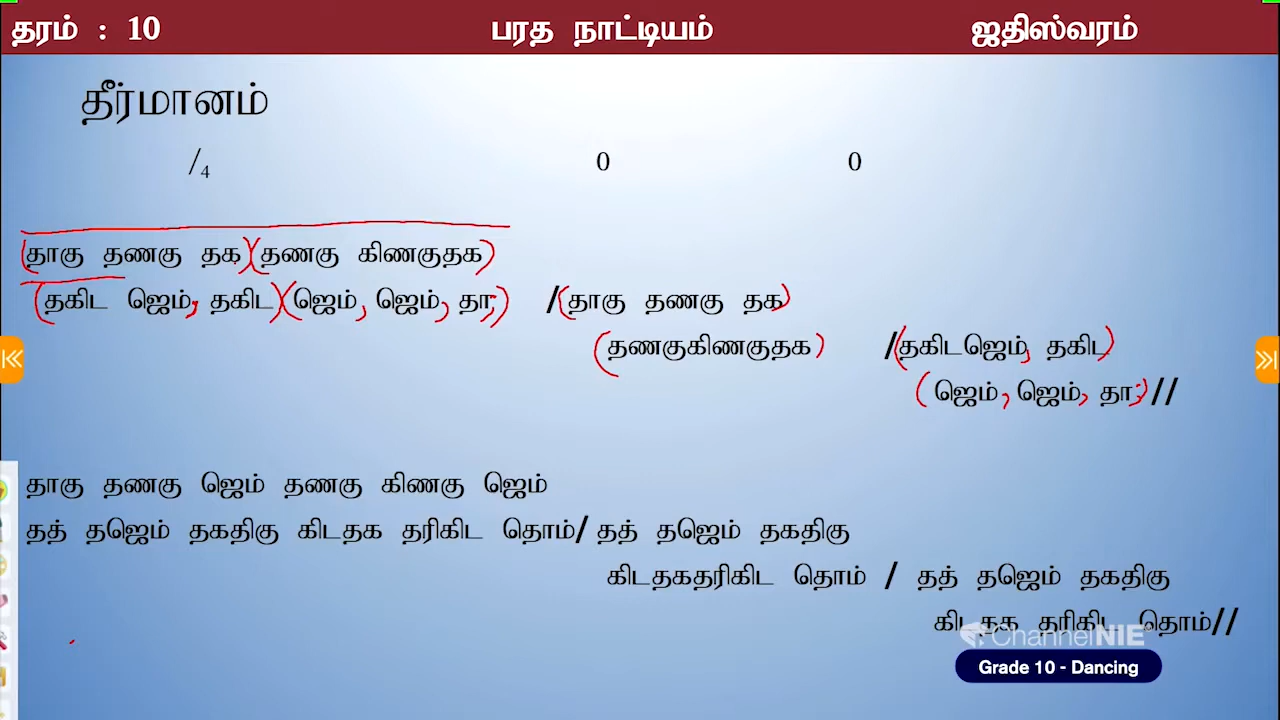 தரம் : 10 பரத நாட்டியம் ஜதிஸ்வரம்
தீர்மானம்
/4 0 0
(தாகு தணகு தக)(தணகு கிணகுதக)
(தகிட ஜெம், தகிட)(ஜெம், ஜெம், தா;) /(தாகு தணகு தக)
(தணகுகிணகுதக) /(தகிடஜெம், தகிட)
(ஜெம், ஜெம், தா;)//
தாகு தணகு ஜெம் தணகு கிணகு ஜெம்
தத் தஜெம் தகதிகு கிடதக தரிகிட தொம்/ தத் தஜெம் தகதிகு
கிடதகதரிகிட தொம் / தத் தஜெம் தகதிகு
கிடதக தரிகிட தொம்//
ChannelNIE
Grade 10 - Dancing